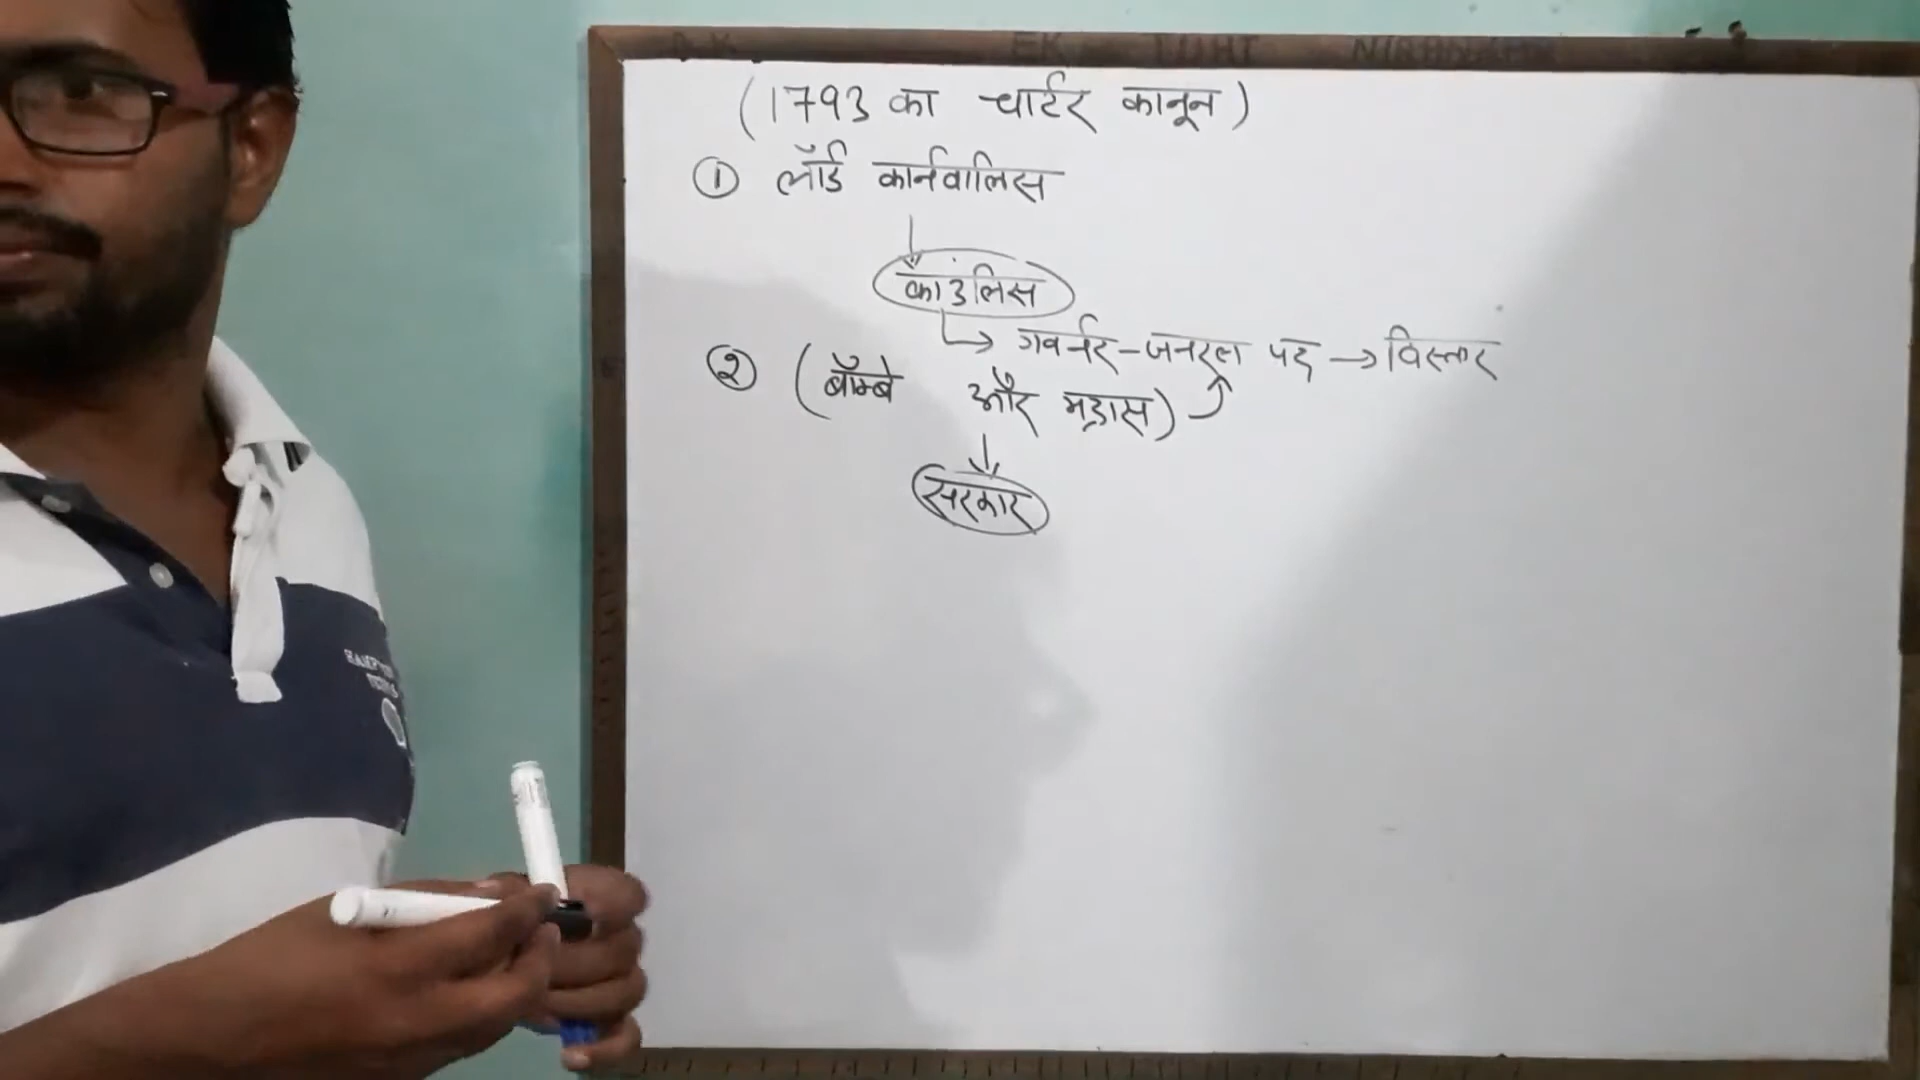 (1793 का चार्टर कानून)
① लॉर्ड कार्नवालिस
काउंलिस
↳ गवर्नर-जनरल पद → विस्तार
② (बॉम्बे और मद्रास)
सरकार